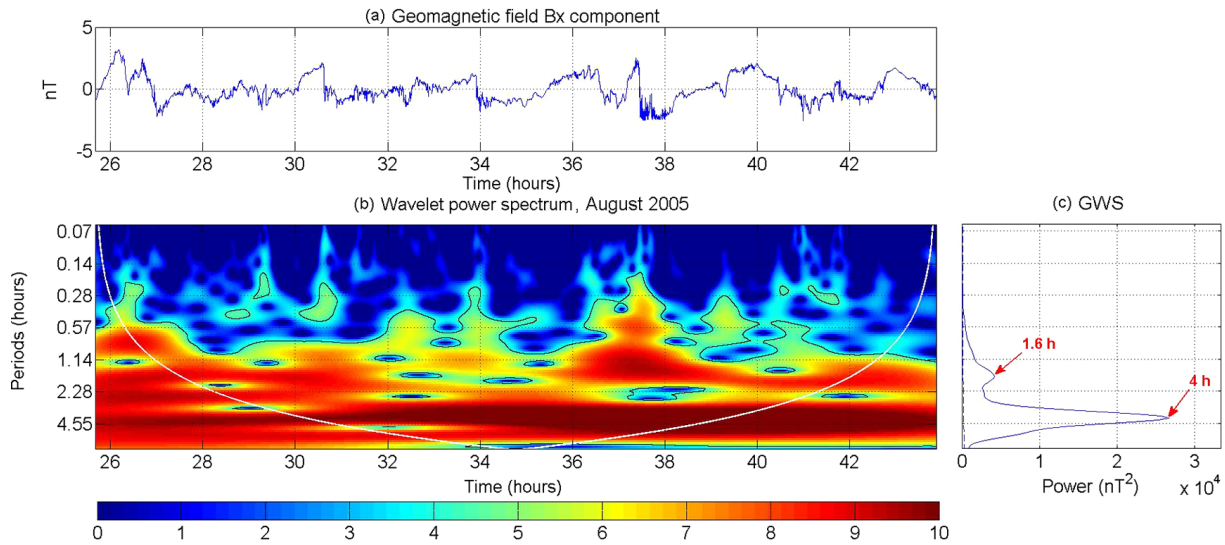 (a) Geomagnetic field Bx component
5
0
-5
nT
26 28 30 32 34 36 38 40 42
Time (hours)
(b) Wavelet power spectrum, August 2005
0.07
0.14
0.28
0.57
1.14
2.28
4.55
Periods (hours)
26 28 30 32 34 36 38 40 42
Time (hours)
(c) GWS
1.6 h
4 h
0 1 2 3
Power (nT²) x 10⁴
0 1 2 3 4 5 6 7 8 9 10